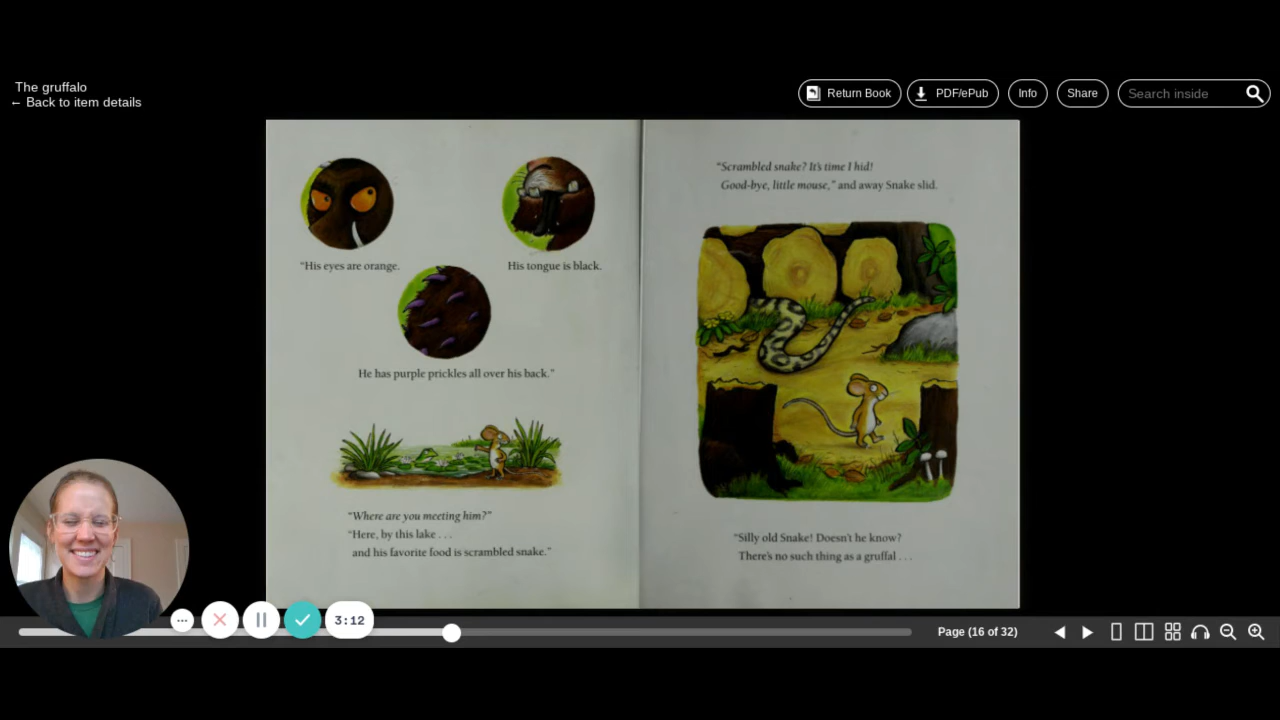 The gruffalo
← Back to item details
Return Book
PDF/ePub
Info
Share
Search inside
“His eyes are orange.
His tongue is black.
He has purple prickles all over his back.”
“Where are you meeting him?”
“Here, by this lake . . .
and his favorite food is scrambled snake.”
“Scrambled snake? It's time I hid!
Good-bye, little mouse,” and away Snake slid.
“Silly old Snake! Doesn't he know?
There's no such thing as a gruffal . . .
3:12
Page (16 of 32)